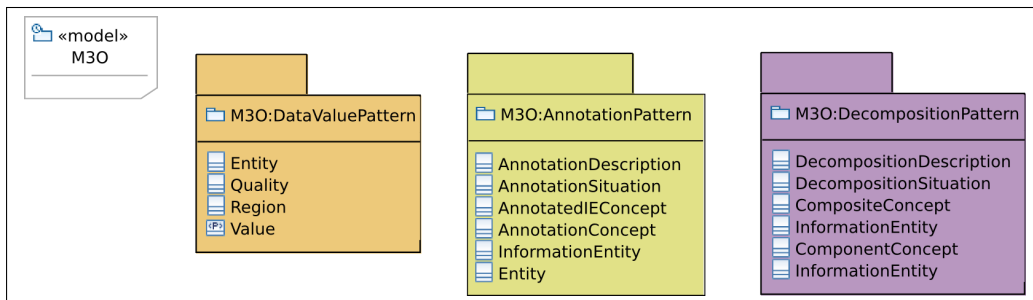 «model»
M3O
M3O:DataValuePattern
Entity
Quality
Region
<P> Value
M3O:AnnotationPattern
AnnotationDescription
AnnotationSituation
AnnotatedIEConcept
AnnotationConcept
InformationEntity
Entity
M3O:DecompositionPattern
DecompositionDescription
DecompositionSituation
CompositeConcept
InformationEntity
ComponentConcept
InformationEntity